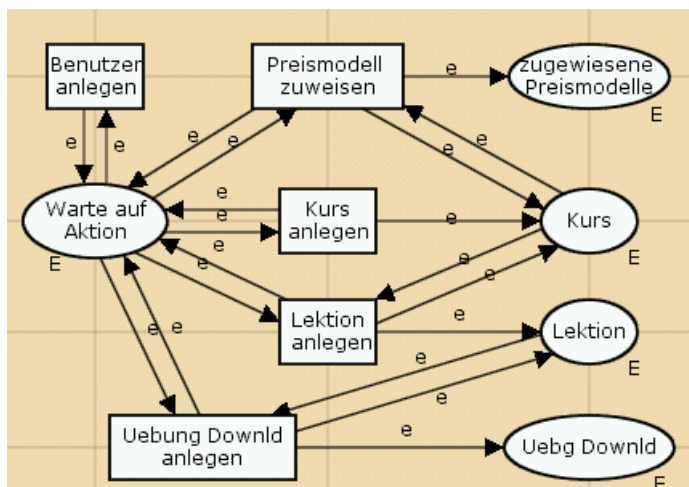 Benutzer
anlegen
Preismodell
zuweisen
e
zugewiesene
Preismodelle
E
e
e
e
e
e
e
Warte auf
Aktion
E
e
e
Kurs
anlegen
e
Kurs
E
e
e
e
Lektion
anlegen
e
Lektion
E
e
e
e
e
Uebung Downld
anlegen
e
Uebg Downld
E